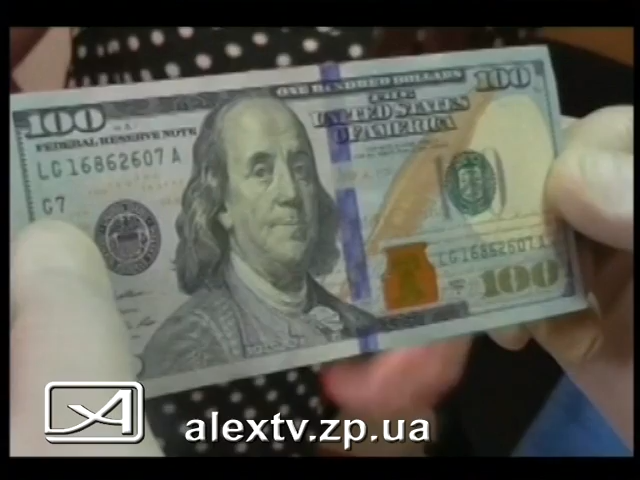 ONE HUNDRED DOLLARS
100
100
THE
UNITED STATES
OF AMERICA
FEDERAL RESERVE NOTE
LG 16862607 A
G7
LG 16862607 A
100
alextv.zp.ua